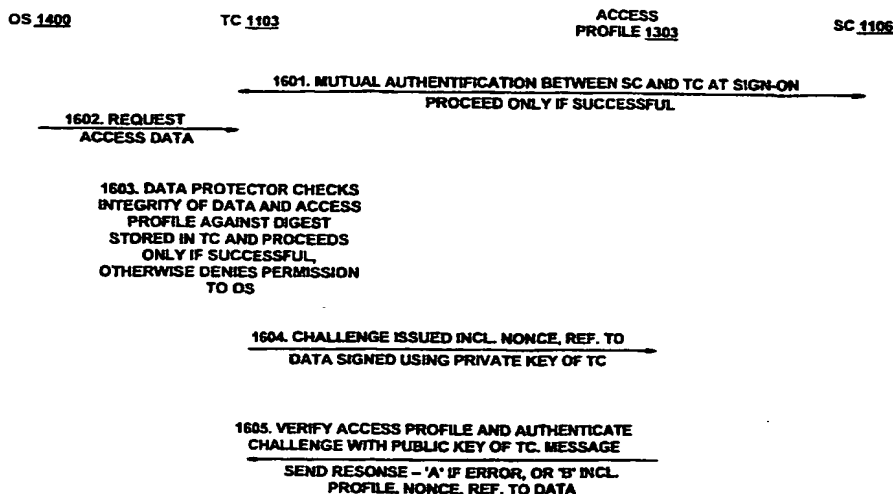 OS 1400
TC 1103
ACCESS
PROFILE 1303
SC 1106
1601. MUTUAL AUTHENTIFICATION BETWEEN SC AND TC AT SIGN-ON
PROCEED ONLY IF SUCCESSFUL
1602. REQUEST
ACCESS DATA
1603. DATA PROTECTOR CHECKS
INTEGRITY OF DATA AND ACCESS
PROFILE AGAINST DIGEST
STORED IN TC AND PROCEEDS
ONLY IF SUCCESSFUL,
OTHERWISE DENIES PERMISSION
TO OS
1604. CHALLENGE ISSUED INCL. NONCE, REF. TO
DATA SIGNED USING PRIVATE KEY OF TC
1605. VERIFY ACCESS PROFILE AND AUTHENTICATE
CHALLENGE WITH PUBLIC KEY OF TC. MESSAGE
SEND RESONSE – 'A' IF ERROR, OR 'B' INCL.
PROFILE, NONCE, REF. TO DATA